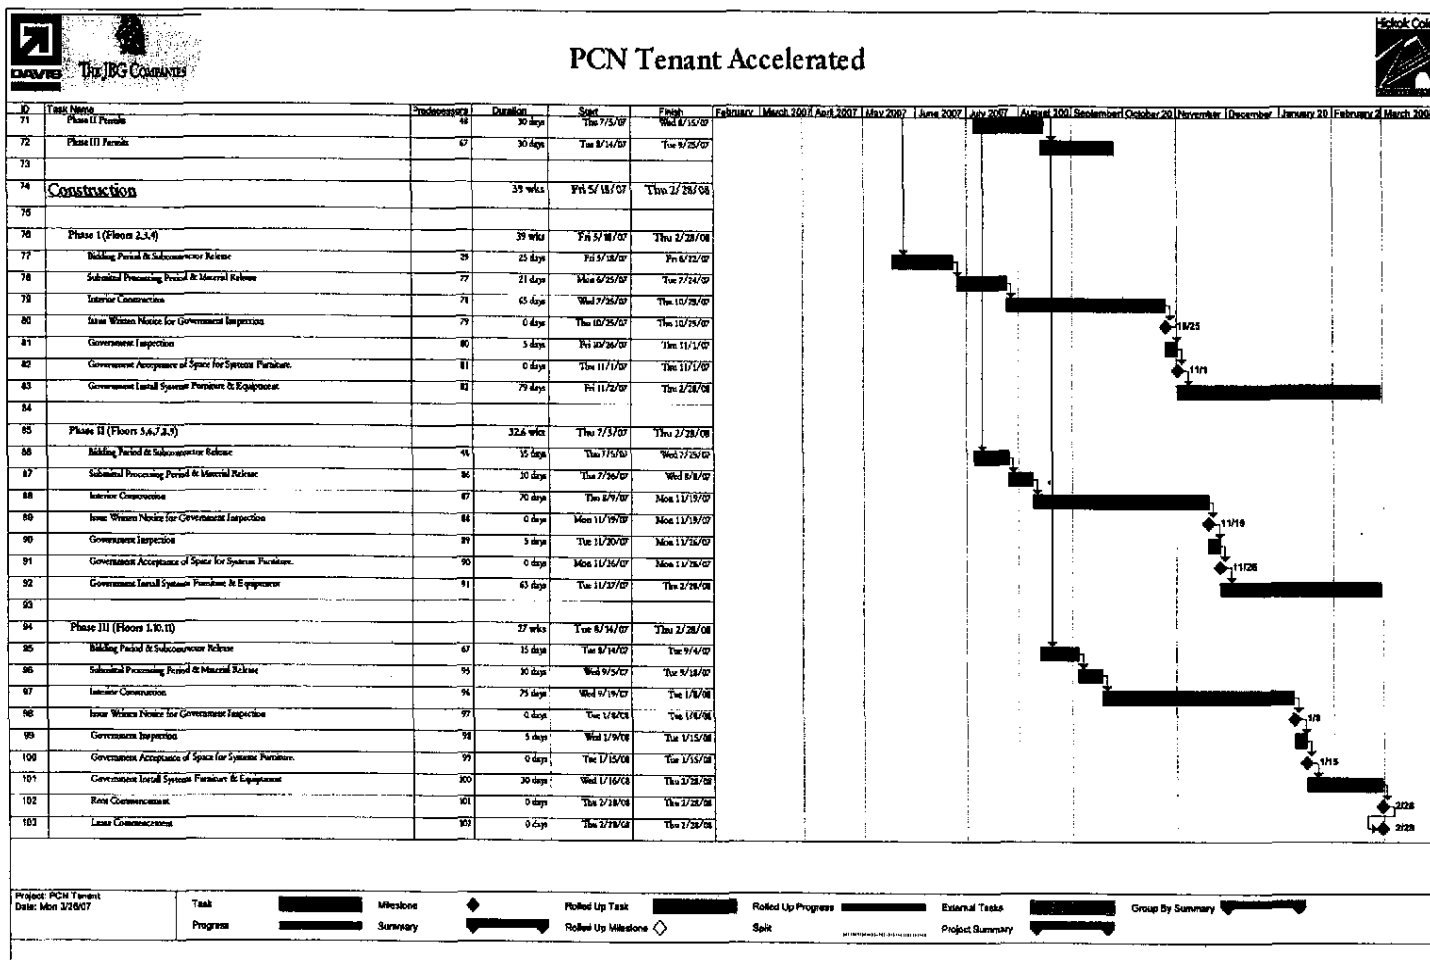 DAVIS
THE JBG COMPANIES
PCN Tenant Accelerated
Hickok Cole
ID Task Name Predecessors Duration Start Finish February March 2007 April 2007 May 2007 June 2007 July 2007 August 200 September October 20 November December January 20 February 2 March 200
71 Phase II Permits 48 30 days Thu 7/5/07 Wed 8/15/07
72 Phase III Permits 67 30 days Tue 8/14/07 Tue 9/25/07
73
74 Construction 39 wks Fri 5/18/07 Thu 2/28/08
75
76 Phase I (Floors 2,3,4) 39 wks Fri 5/18/07 Thu 2/28/08
77 Bidding Period & Subcontractor Release 29 25 days Fri 5/18/07 Fri 6/22/07
78 Submittal Processing Period & Material Release 77 21 days Mon 6/25/07 Tue 7/24/07
79 Interior Construction 78 65 days Wed 7/25/07 Thu 10/25/07
80 Issue Written Notice for Government Inspection 79 0 days Thu 10/25/07 Thu 10/25/07 10/25
81 Government Inspection 80 5 days Fri 10/26/07 Thu 11/1/07
82 Government Acceptance of Space for Systems Furniture. 81 0 days Thu 11/1/07 Thu 11/1/07 11/1
83 Government Install Systems Furniture & Equipment 82 79 days Fri 11/2/07 Thu 2/28/08
84
85 Phase II (Floors 5,6,7,8,9) 32.6 wks Thu 7/5/07 Thu 2/28/08
86 Bidding Period & Subcontractor Release 48 15 days Thu 7/5/07 Wed 7/25/07
87 Submittal Processing Period & Material Release 86 10 days Thu 7/26/07 Wed 8/8/07
88 Interior Construction 87 70 days Thu 8/9/07 Mon 11/19/07
89 Issue Written Notice for Government Inspection 88 0 days Mon 11/19/07 Mon 11/19/07 11/19
90 Government Inspection 89 5 days Tue 11/20/07 Mon 11/26/07
91 Government Acceptance of Space for Systems Furniture. 90 0 days Mon 11/26/07 Mon 11/26/07 11/26
92 Government Install Systems Furniture & Equipment 91 63 days Tue 11/27/07 Thu 2/28/08
93
94 Phase III (Floors 1,10,11) 27 wks Tue 8/14/07 Thu 2/28/08
95 Bidding Period & Subcontractor Release 67 15 days Tue 8/14/07 Tue 9/4/07
96 Submittal Processing Period & Material Release 95 10 days Wed 9/5/07 Tue 9/18/07
97 Interior Construction 96 75 days Wed 9/19/07 Tue 1/8/08
98 Issue Written Notice for Government Inspection 97 0 days Tue 1/8/08 Tue 1/8/08 1/8
99 Government Inspection 98 5 days Wed 1/9/08 Tue 1/15/08
100 Government Acceptance of Space for Systems Furniture. 99 0 days Tue 1/15/08 Tue 1/15/08 1/15
101 Government Install Systems Furniture & Equipment 100 30 days Wed 1/16/08 Thu 2/28/08
102 Rent Commencement 101 0 days Thu 2/28/08 Thu 2/28/08 2/28
103 Lease Commencement 102 0 days Thu 2/28/08 Thu 2/28/08 2/28
Project: PCN Tenant
Date: Mon 3/26/07
Task Milestone Rolled Up Task Rolled Up Progress External Tasks Group By Summary
Progress Summary Rolled Up Milestone Split Project Summary